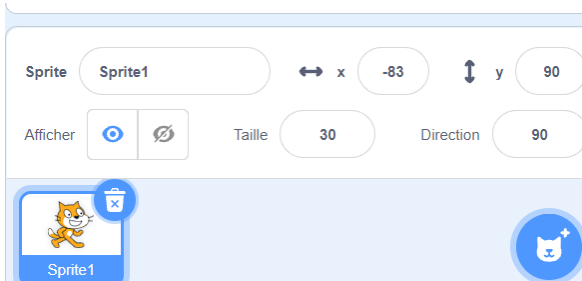 Sprite Sprite1 x -83 y 90
Afficher Taille 30 Direction 90
Sprite1